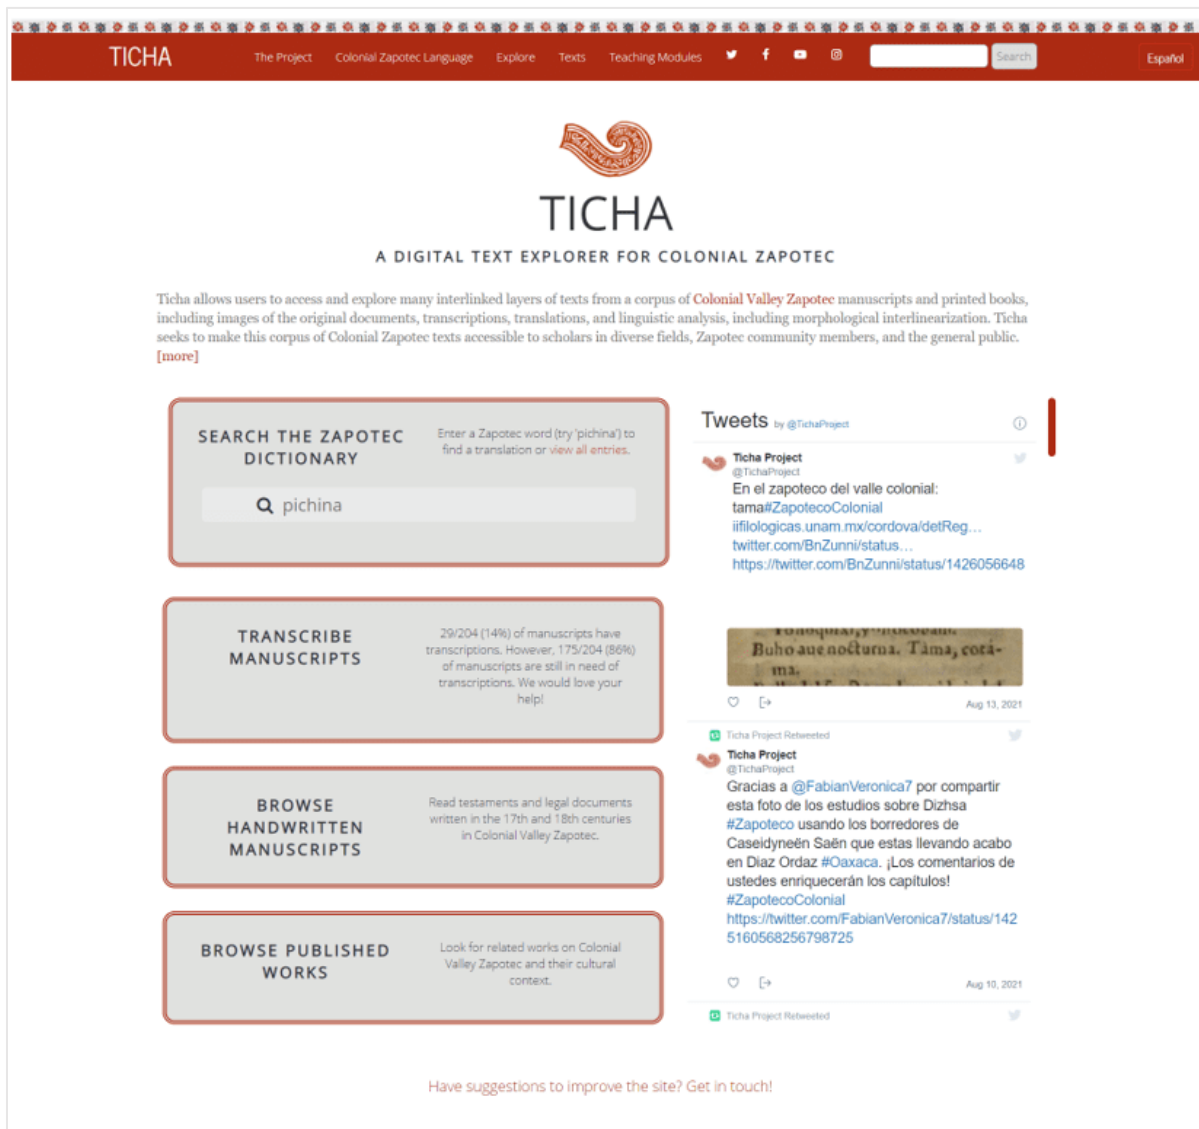 TICHA
The Project Colonial Zapotec Language Explore Texts Teaching Modules Search Español
TICHA
A DIGITAL TEXT EXPLORER FOR COLONIAL ZAPOTEC
Ticha allows users to access and explore many interlinked layers of texts from a corpus of Colonial Valley Zapotec manuscripts and printed books,
including images of the original documents, transcriptions, translations, and linguistic analysis, including morphological interlinearization. Ticha
seeks to make this corpus of Colonial Zapotec texts accessible to scholars in diverse fields, Zapotec community members, and the general public.
[more]
SEARCH THE ZAPOTEC
DICTIONARY
Enter a Zapotec word (try 'pichina') to
find a translation or view all entries.
pichina
TRANSCRIBE
MANUSCRIPTS
29/204 (14%) of manuscripts have
transcriptions. However, 175/204 (86%)
of manuscripts are still in need of
transcriptions. We would love your
help!
BROWSE
HANDWRITTEN
MANUSCRIPTS
Read testaments and legal documents
written in the 17th and 18th centuries
in Colonial Valley Zapotec.
BROWSE PUBLISHED
WORKS
Look for related works on Colonial
Valley Zapotec and their cultural
context.
Tweets by @TichaProject
Ticha Project
@TichaProject
En el zapoteco del valle colonial:
tama#ZapotecoColonial
iifilologicas.unam.mx/cordova/detReg…
twitter.com/BnZunni/status…
https://twitter.com/BnZunni/status/1426056648
Buho aue nocturna. Tàma, corà-
ma.
Aug 13, 2021
Ticha Project Retweeted
Ticha Project
@TichaProject
Gracias a @FabianVeronica7 por compartir
esta foto de los estudios sobre Dizhsa
#Zapoteco usando los borredores de
Caseidyneën Saën que estas llevando acabo
en Diaz Ordaz #Oaxaca. ¡Los comentarios de
ustedes enriquecerán los capítulos!
#ZapotecoColonial
https://twitter.com/FabianVeronica7/status/142
5160568256798725
Aug 10, 2021
Ticha Project Retweeted
Have suggestions to improve the site? Get in touch!